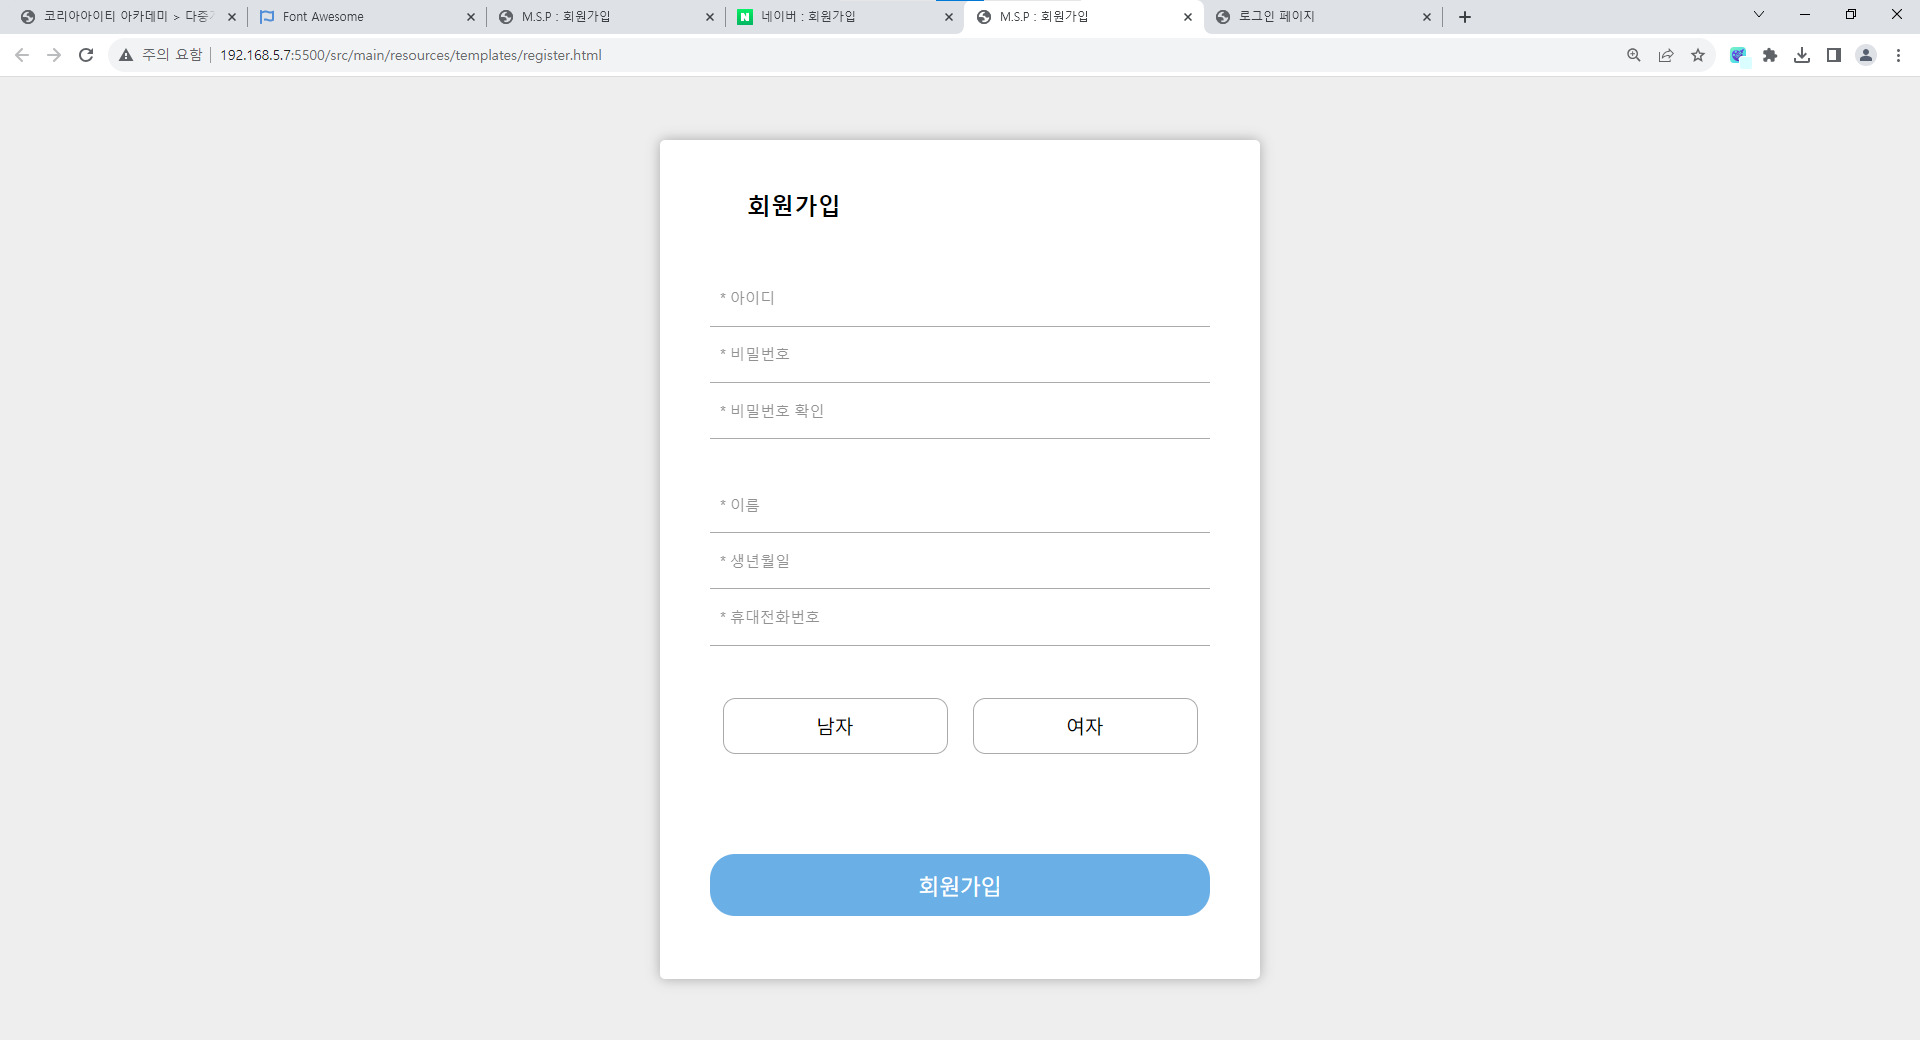 코리아아이티 아카데미 > 다중
Font Awesome
M.S.P : 회원가입
네이버 : 회원가입
M.S.P : 회원가입
로그인 페이지
주의 요함
192.168.5.7:5500/src/main/resources/templates/register.html
회원가입
* 아이디
* 비밀번호
* 비밀번호 확인
* 이름
* 생년월일
* 휴대전화번호
남자
여자
회원가입